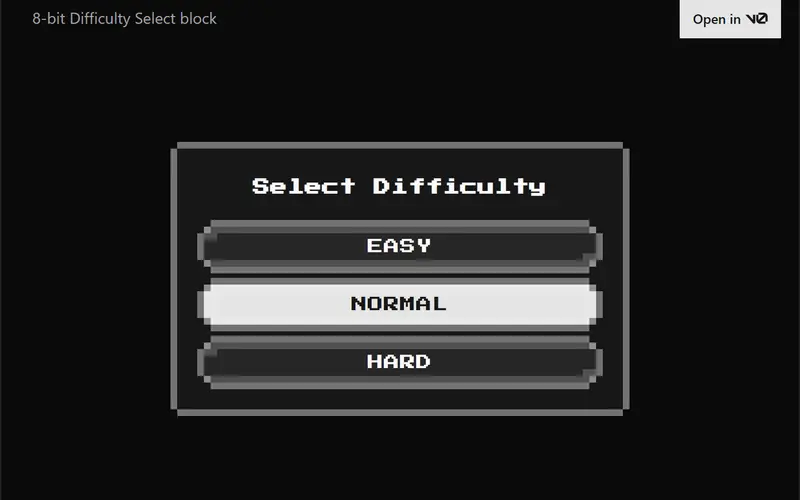 8-bit Difficulty Select block
Open in v0
Select Difficulty
EASY
NORMAL
HARD